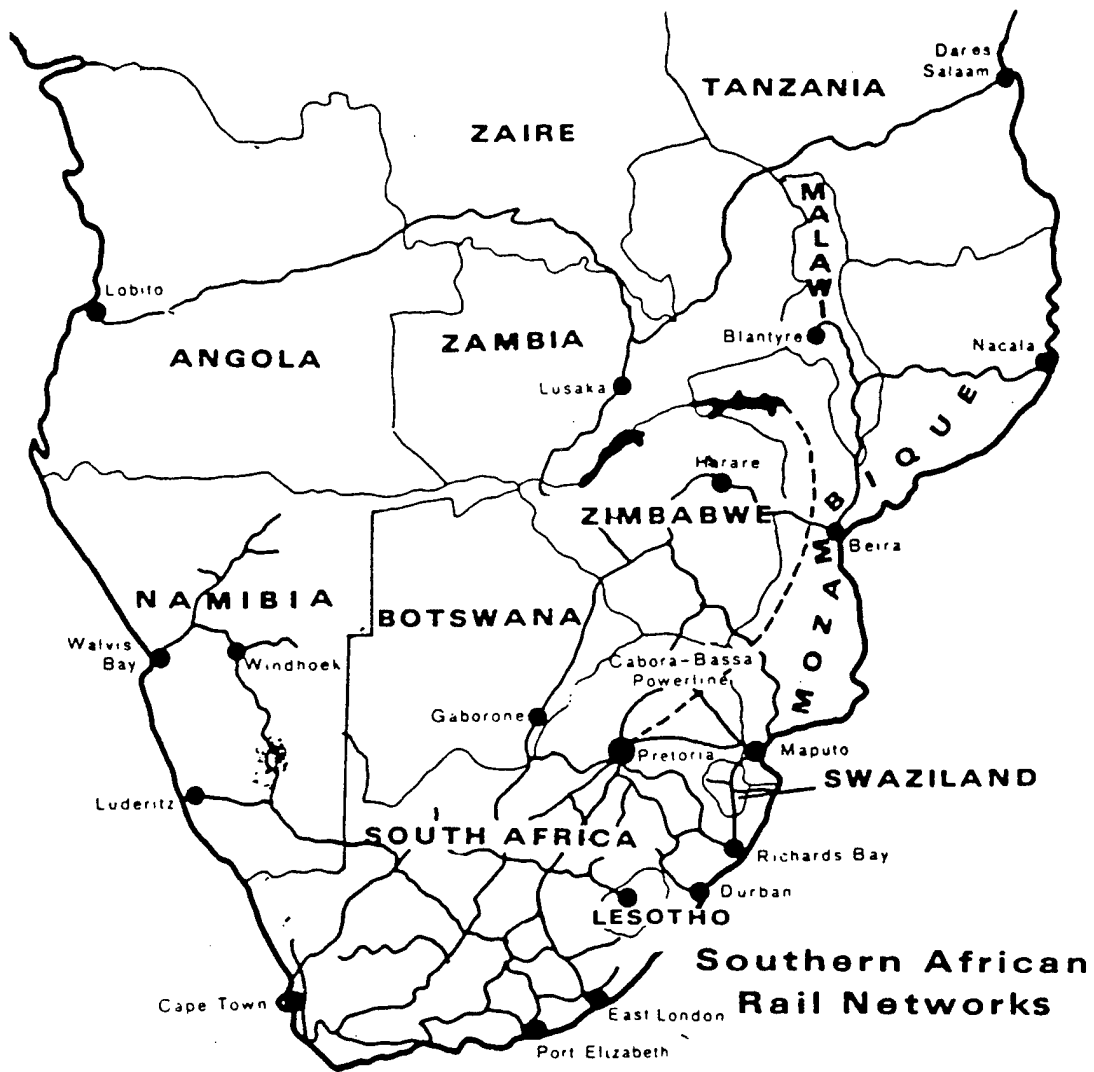 Dares
Salaam
TANZANIA
ZAIRE
MALAWI
Lobito
ANGOLA
ZAMBIA
Blantyre
Nacala
Lusaka
MOZAMBIQUE
Harare
ZIMBABWE
Beira
NAMIBIA
BOTSWANA
Walvis
Bay
Windhoek
Cabora-Bassa
Powerline
Gaborone
Pretoria
Maputo
SWAZILAND
Luderitz
SOUTH AFRICA
Richards Bay
Durban
LESOTHO
Southern African
Rail Networks
Cape Town
East London
Port Elizabeth